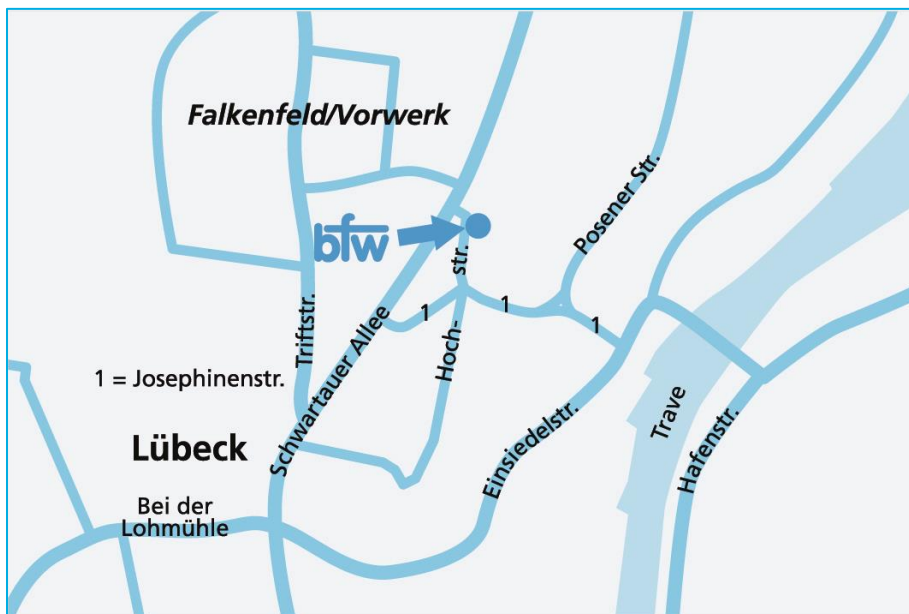 Falkenfeld/Vorwerk
Posener Str.
bfw
str.
1
1
1
Triftstr.
Schwartauer Allee
Hoch-
1 = Josephinenstr.
Trave
Lübeck
Einsiedelstr.
Hafenstr.
Bei der
Lohmühle